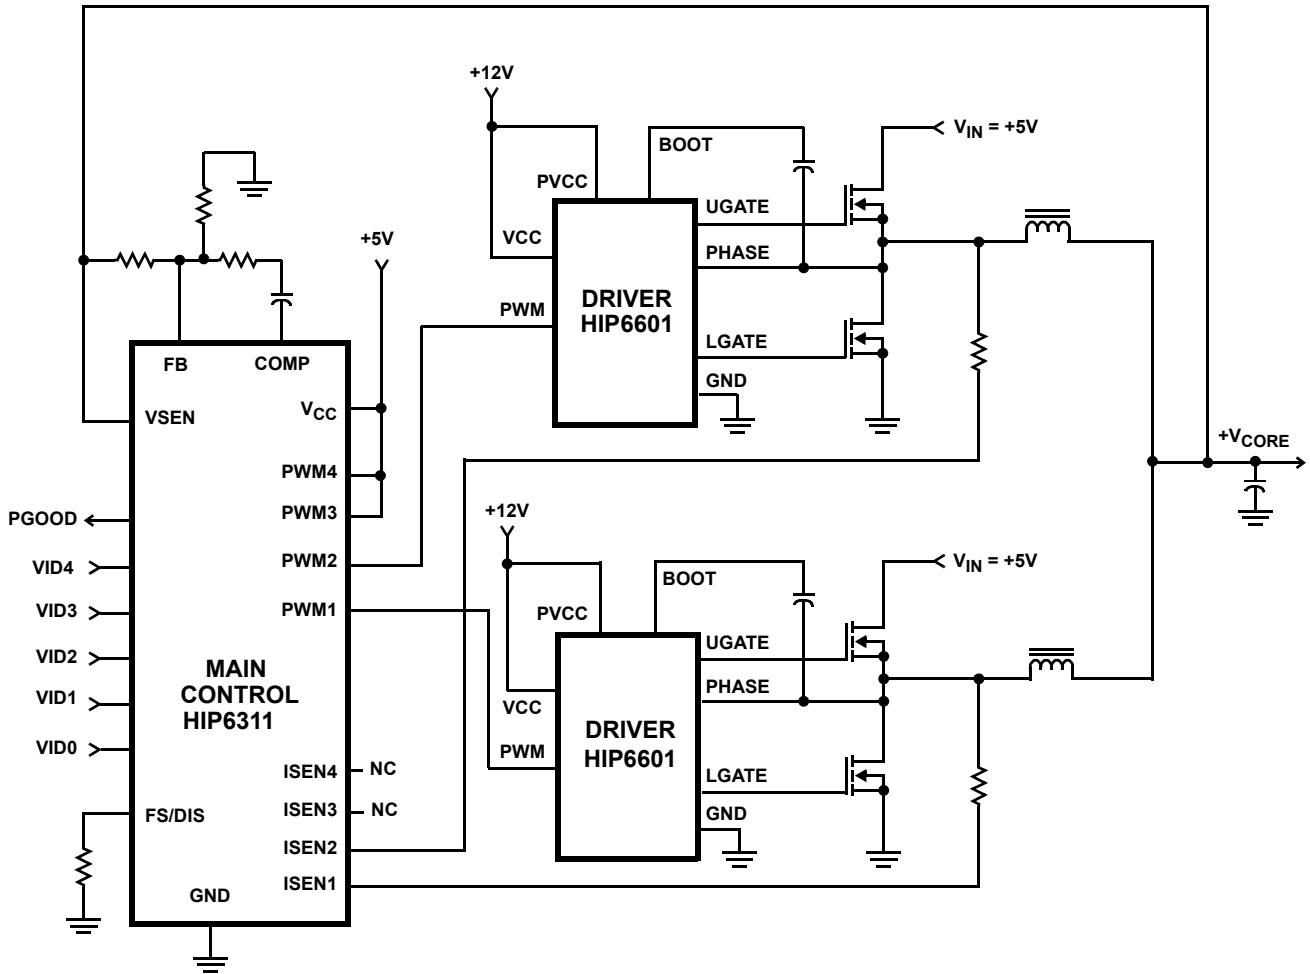 +12V
BOOT
V_IN = +5V
PVCC
UGATE
+5V
VCC
PHASE
DRIVER
HIP6601
PWM
LGATE
FB
COMP
GND
VSEN
V_CC
+V_CORE
PWM4
PWM3
PGOOD
+12V
PWM2
VID4
V_IN = +5V
BOOT
VID3
PWM1
PVCC
UGATE
VID2
MAIN
CONTROL
HIP6311
PHASE
VID1
VCC
DRIVER
HIP6601
VID0
PWM
ISEN4
NC
LGATE
ISEN3
NC
FS/DIS
GND
ISEN2
ISEN1
GND